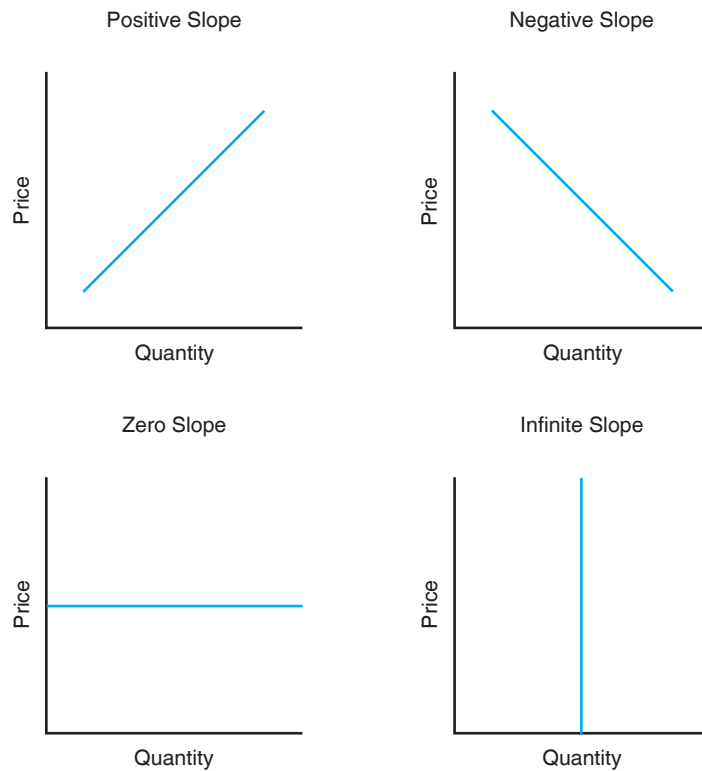 Positive Slope
Price
Quantity
Negative Slope
Price
Quantity
Zero Slope
Price
Quantity
Infinite Slope
Price
Quantity